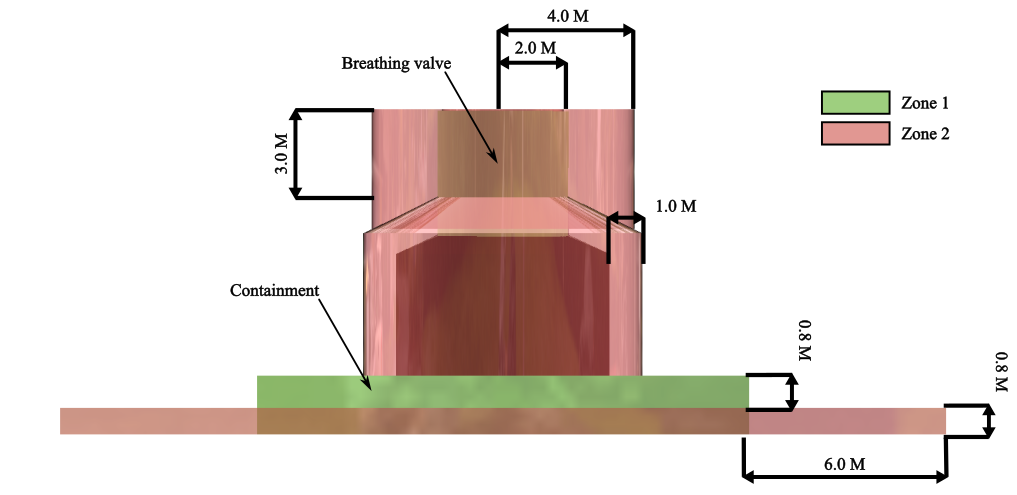 4.0 M
2.0 M
Breathing valve
Zone 1
Zone 2
3.0 M
1.0 M
Containment
0.8 M
0.8 M
6.0 M